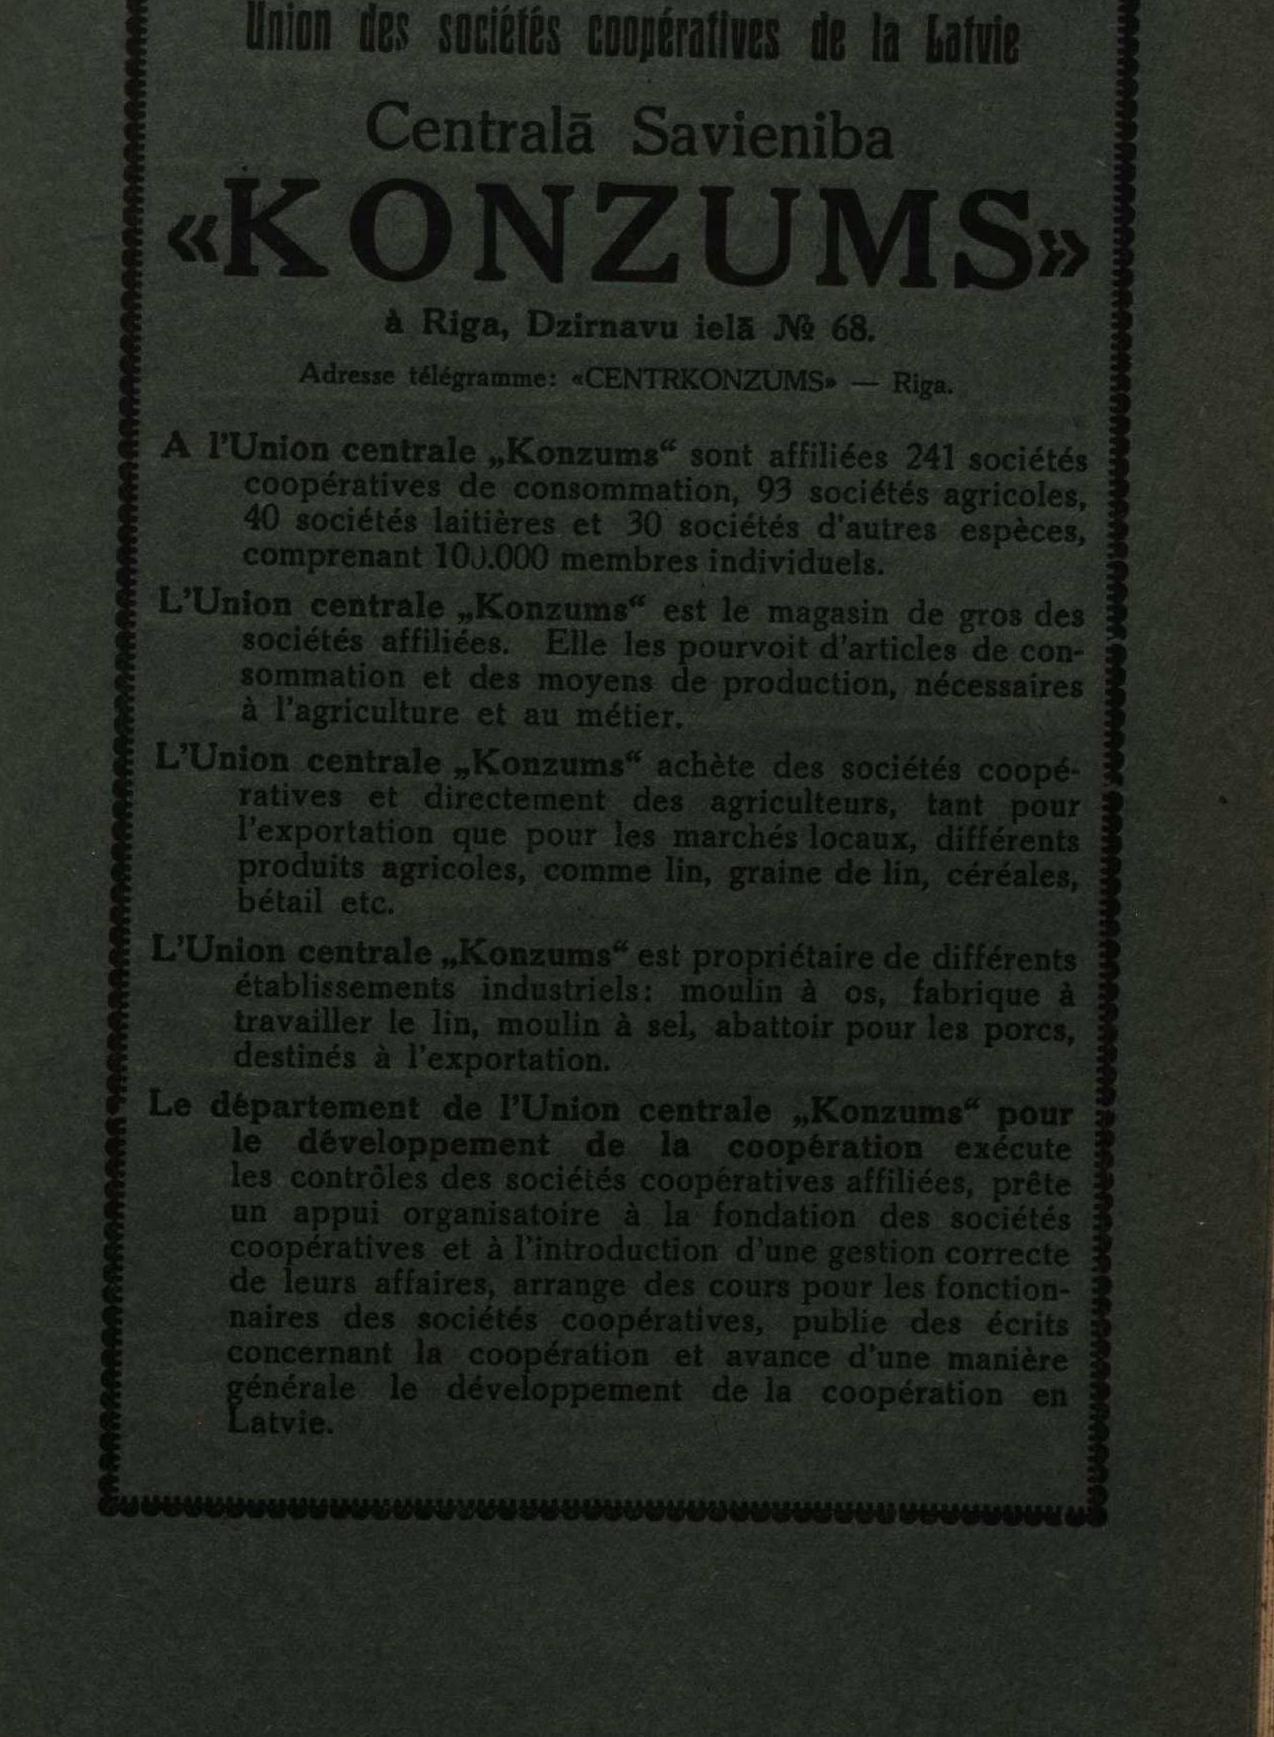 Union des sociétés coopératives de la Latvie
Centralā Savieniba
«KONZUMS»
à Riga, Dzirnavu ielā № 68.
Adresse télégramme: «CENTRKONZUMS» — Riga.
A l'Union centrale „Konzums“ sont affiliées 241 sociétés
coopératives de consommation, 93 sociétés agricoles,
40 sociétés laitières et 30 sociétés d'autres espèces,
comprenant 100.000 membres individuels.
L'Union centrale „Konzums“ est le magasin de gros des
sociétés affiliées. Elle les pourvoit d'articles de con-
sommation et des moyens de production, nécessaires
à l'agriculture et au métier.
L'Union centrale „Konzums“ achète des sociétés coopé-
ratives et directement des agriculteurs, tant pour
l'exportation que pour les marchés locaux, différents
produits agricoles, comme lin, graine de lin, céréales,
bétail etc.
L'Union centrale „Konzums“ est propriétaire de différents
établissements industriels: moulin à os, fabrique à
travailler le lin, moulin à sel, abattoir pour les porcs,
destinés à l'exportation.
Le département de l'Union centrale „Konzums“ pour
le développement de la coopération exécute
les contrôles des sociétés coopératives affiliées, prête
un appui organisatoire à la fondation des sociétés
coopératives et à l'introduction d'une gestion correcte
de leurs affaires, arrange des cours pour les fonction-
naires des sociétés coopératives, publie des écrits
concernant la coopération et avance d'une manière
générale le développement de la coopération en
Latvie.